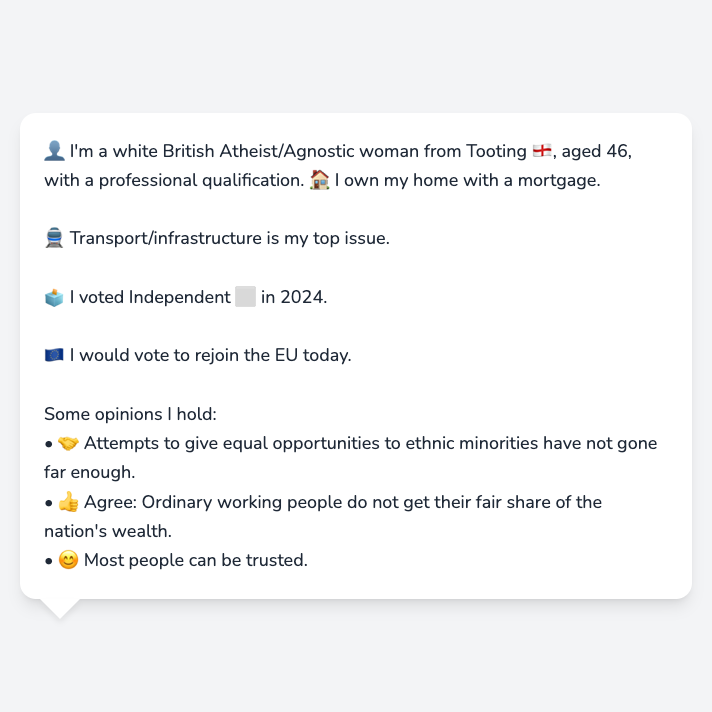 👤 I'm a white British Atheist/Agnostic woman from Tooting 🏴󠁧󠁢󠁥󠁮󠁧󠁿, aged 46,
with a professional qualification. 🏠 I own my home with a mortgage.
🚆 Transport/infrastructure is my top issue.
🗳️ I voted Independent ⬜ in 2024.
🇪🇺 I would vote to rejoin the EU today.
Some opinions I hold:
• 🤝 Attempts to give equal opportunities to ethnic minorities have not gone
far enough.
• 👍 Agree: Ordinary working people do not get their fair share of the
nation's wealth.
• 😊 Most people can be trusted.